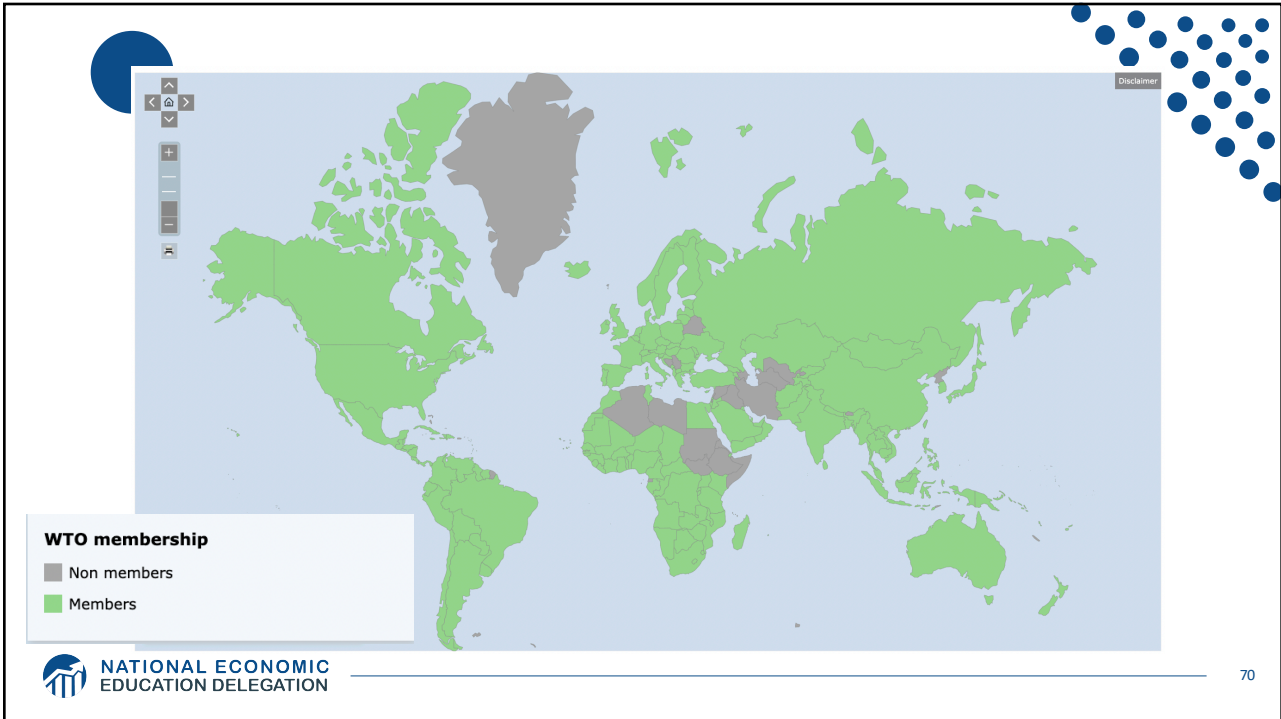 Disclaimer
WTO membership
Non members
Members
NATIONAL ECONOMIC
EDUCATION DELEGATION
70